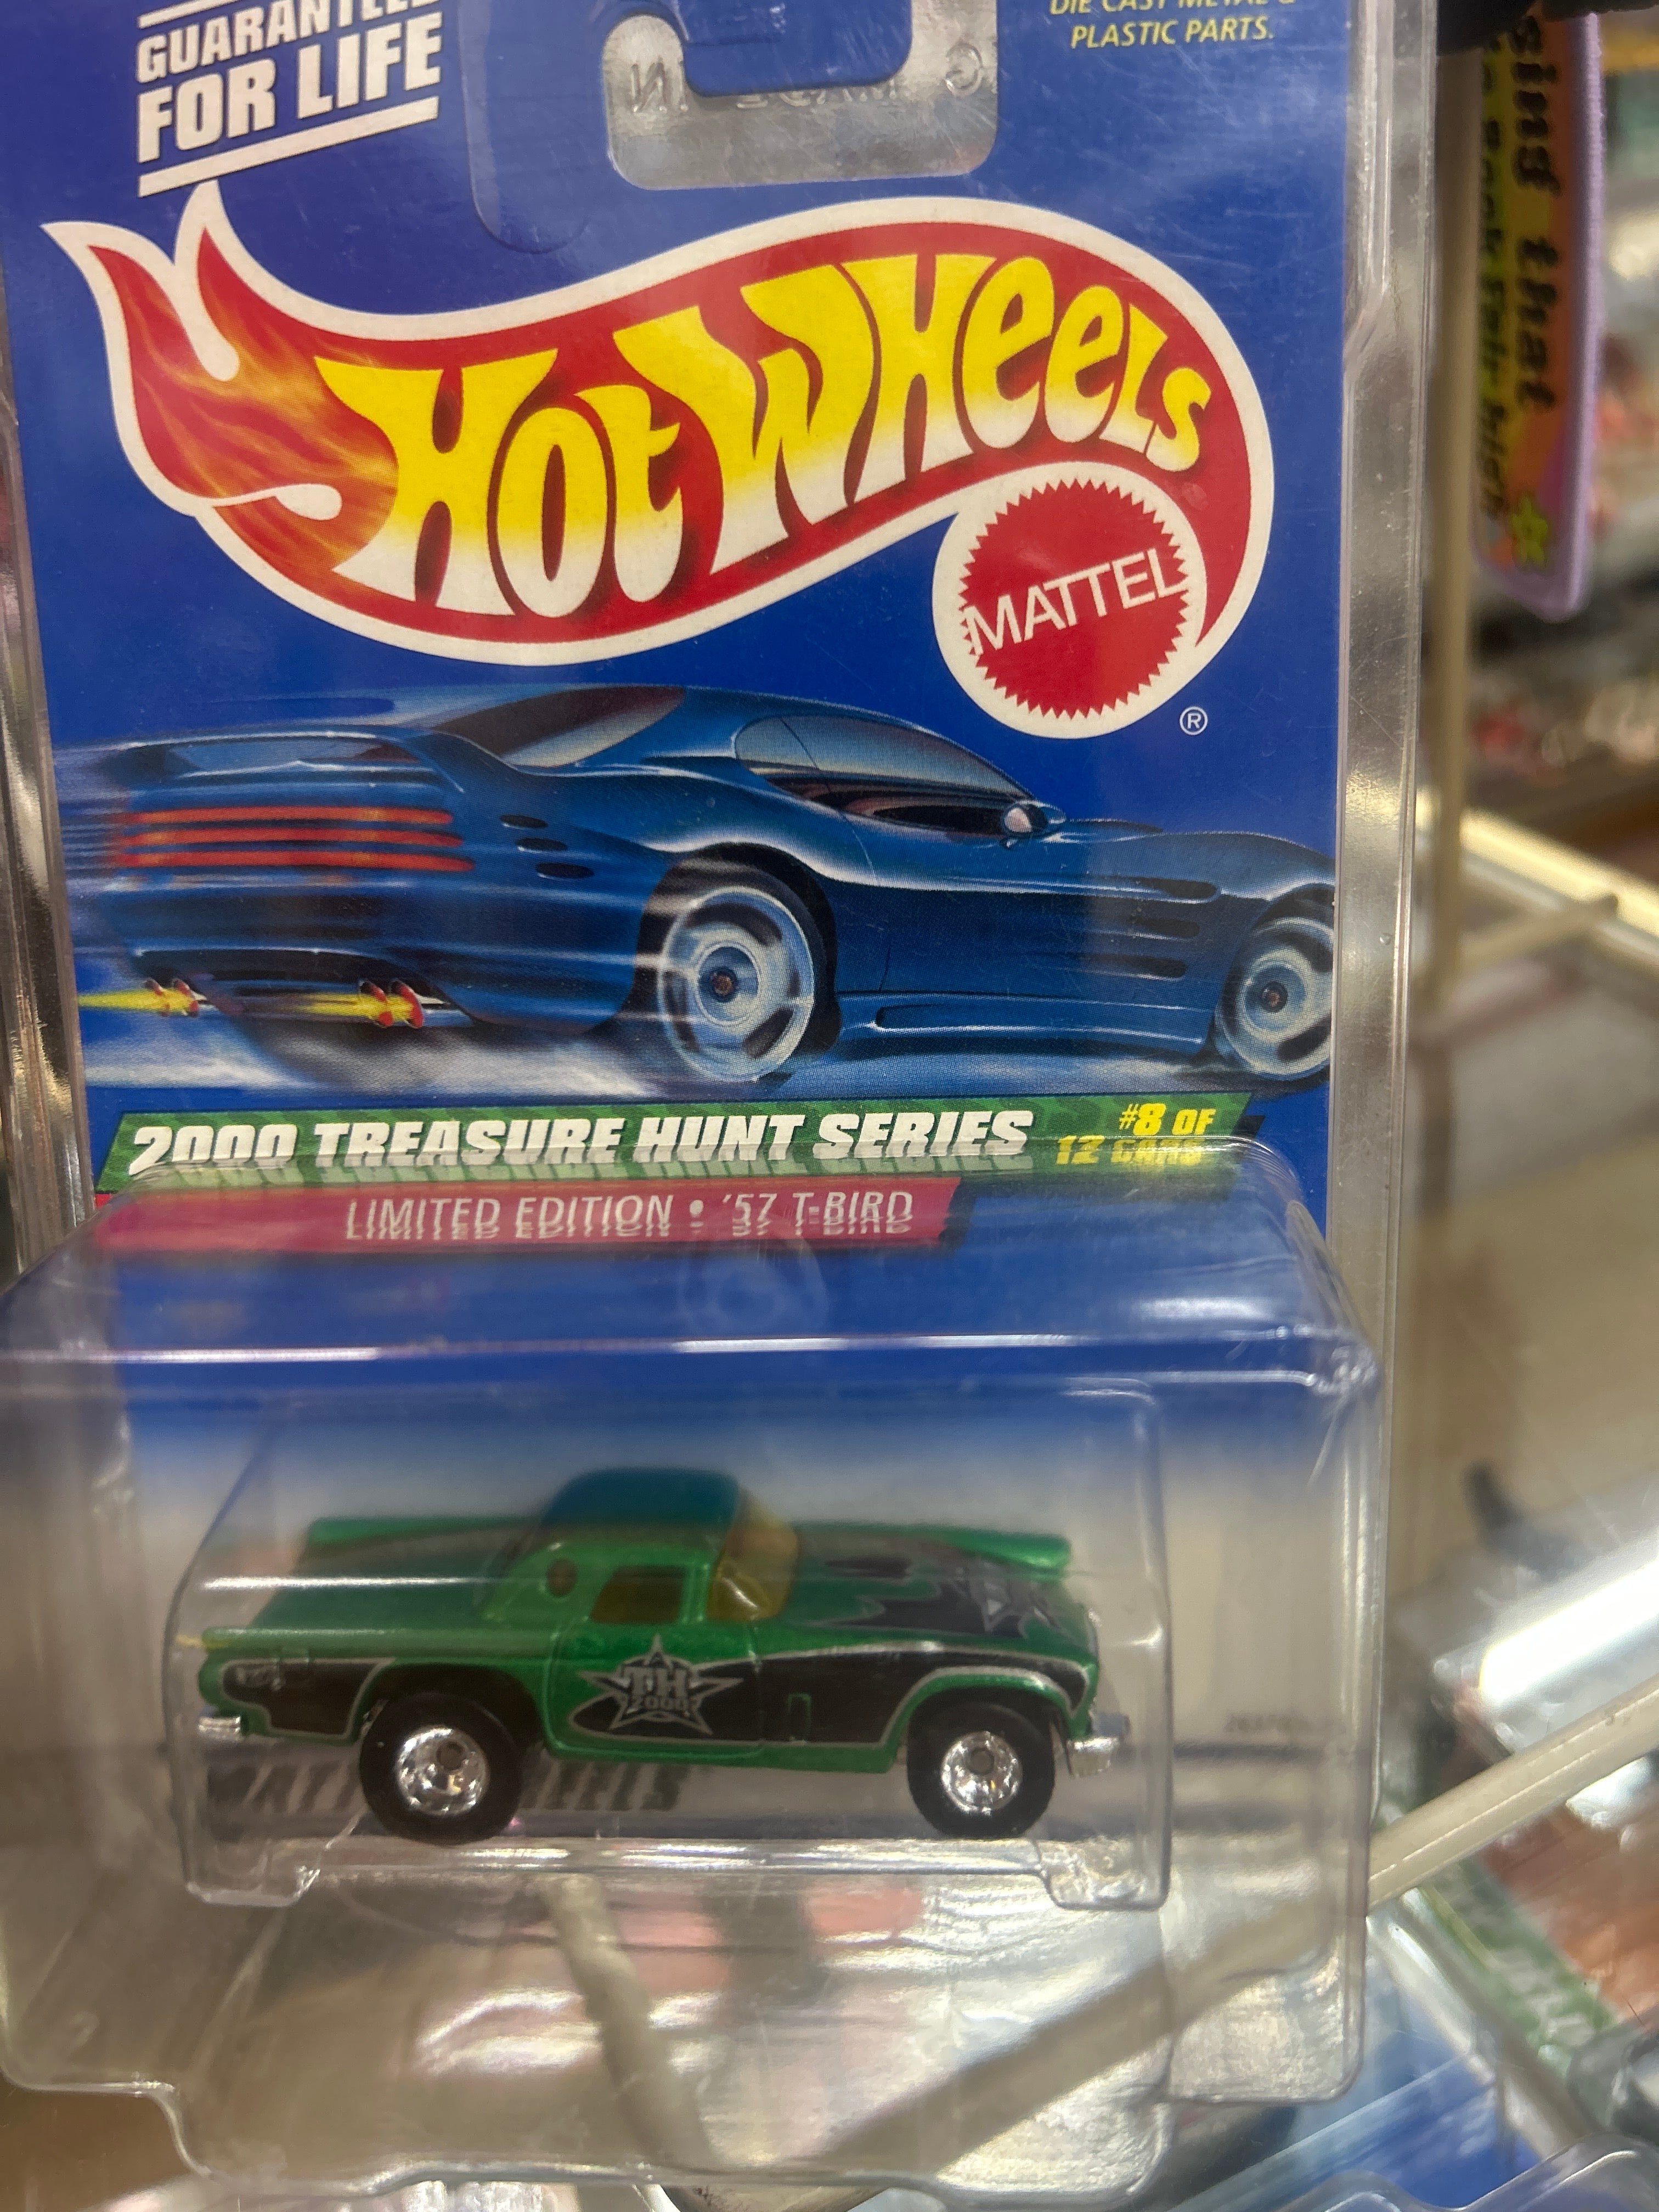 GUARANTEED
FOR LIFE
DIE CAST METAL &
PLASTIC PARTS.
HOT WHEELS
MATTEL
®
2000 TREASURE HUNT SERIES
#8 OF
12 CARS
LIMITED EDITION • '57 T-BIRD
TH
2000
that